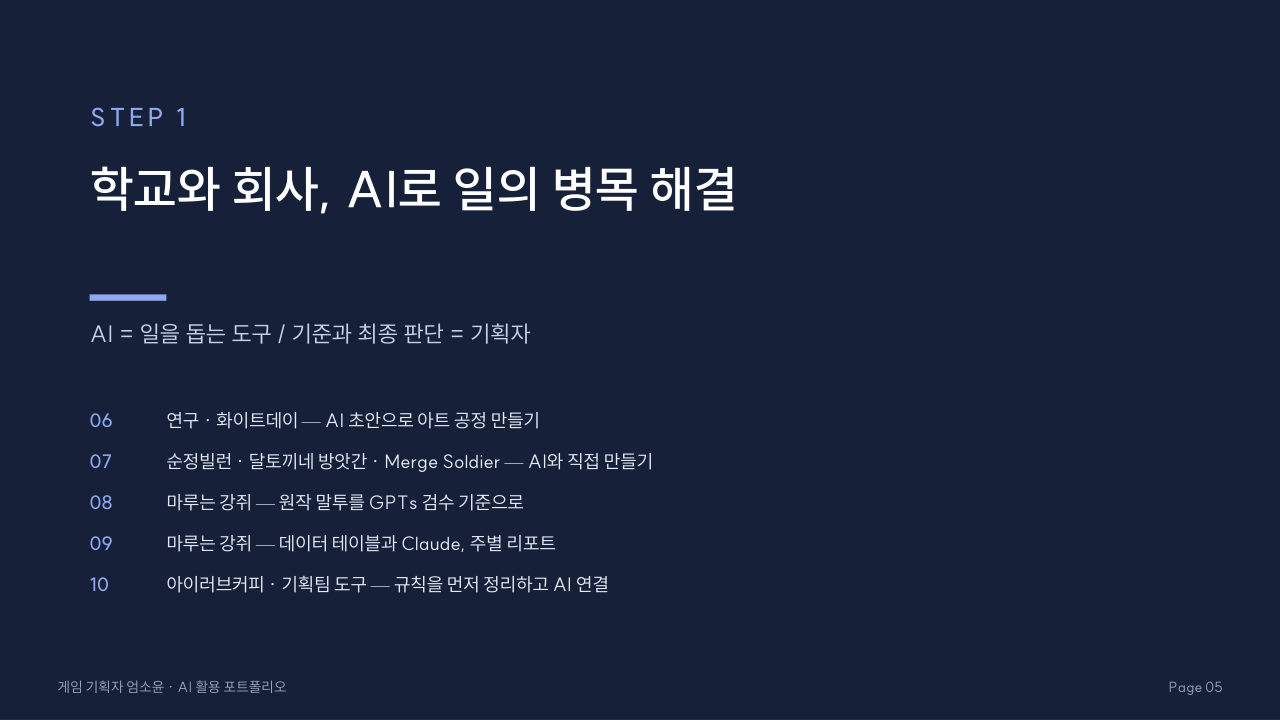 STEP 1
학교와 회사, AI로 일의 병목 해결
AI = 일을 돕는 도구 / 기준과 최종 판단 = 기획자
06 연구 · 화이트데이 — AI 초안으로 아트 공정 만들기
07 순정빌런 · 달토끼네 방앗간 · Merge Soldier — AI와 직접 만들기
08 마루는 강쥐 — 원작 말투를 GPTs 검수 기준으로
09 마루는 강쥐 — 데이터 테이블과 Claude, 주별 리포트
10 아이러브커피 · 기획팀 도구 — 규칙을 먼저 정리하고 AI 연결
게임 기획자 엄소윤 · AI 활용 포트폴리오
Page 05